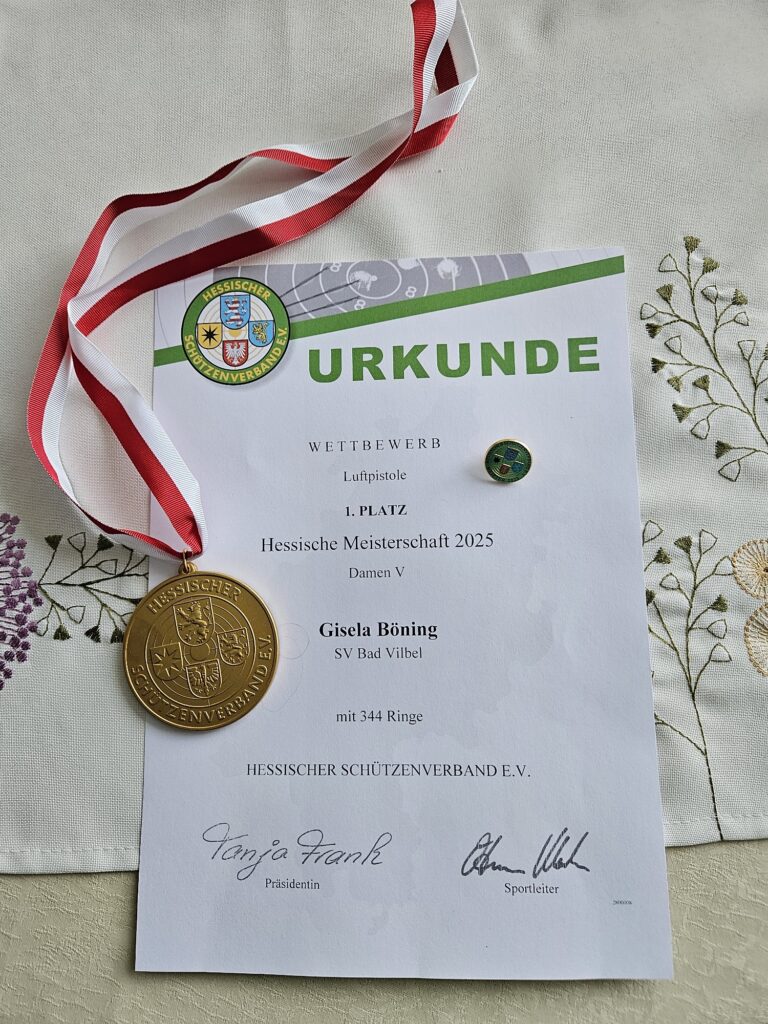 HESSISCHER
SCHÜTZENVERBAND E.V.
URKUNDE
WETTBEWERB
Luftpistole
1. PLATZ
Hessische Meisterschaft 2025
Damen V
Gisela Böning
SV Bad Vilbel
mit 344 Ringe
HESSISCHER SCHÜTZENVERBAND E.V.
Tanja Frank
Präsidentin
Sportleiter
HESSISCHER
SCHÜTZENVERBAND E.V.